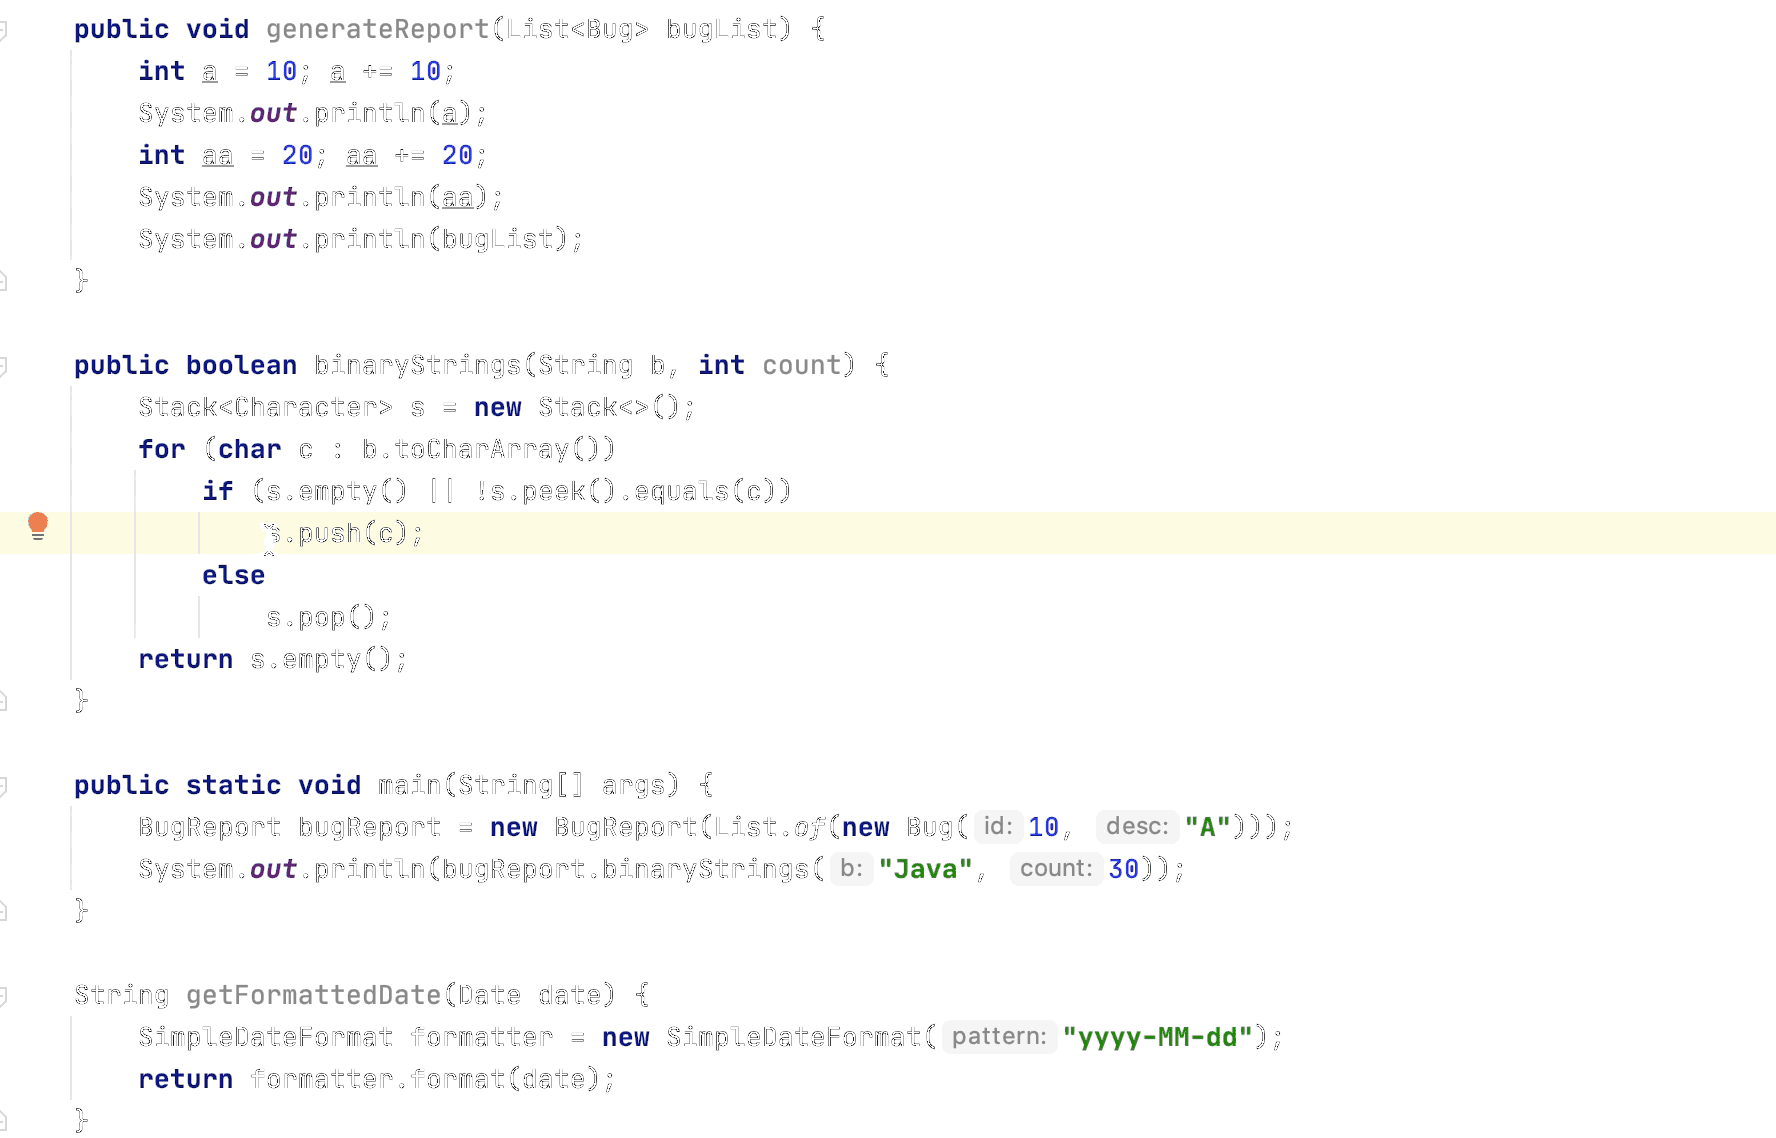 public void generateReport(List<Bug> bugList) {
int a = 10; a += 10;
System.out.println(a);
int aa = 20; aa += 20;
System.out.println(aa);
System.out.println(bugList);
}
public boolean binaryStrings(String b, int count) {
Stack<Character> s = new Stack<>();
for (char c : b.toCharArray())
if (s.empty() || !s.peek().equals(c))
s.push(c);
else
s.pop();
return s.empty();
}
public static void main(String[] args) {
BugReport bugReport = new BugReport(List.of(new Bug( id: 10, desc: "A")));
System.out.println(bugReport.binaryStrings( b: "Java", count: 30));
}
String getFormattedDate(Date date) {
SimpleDateFormat formatter = new SimpleDateFormat( pattern: "yyyy-MM-dd");
return formatter.format(date);
}